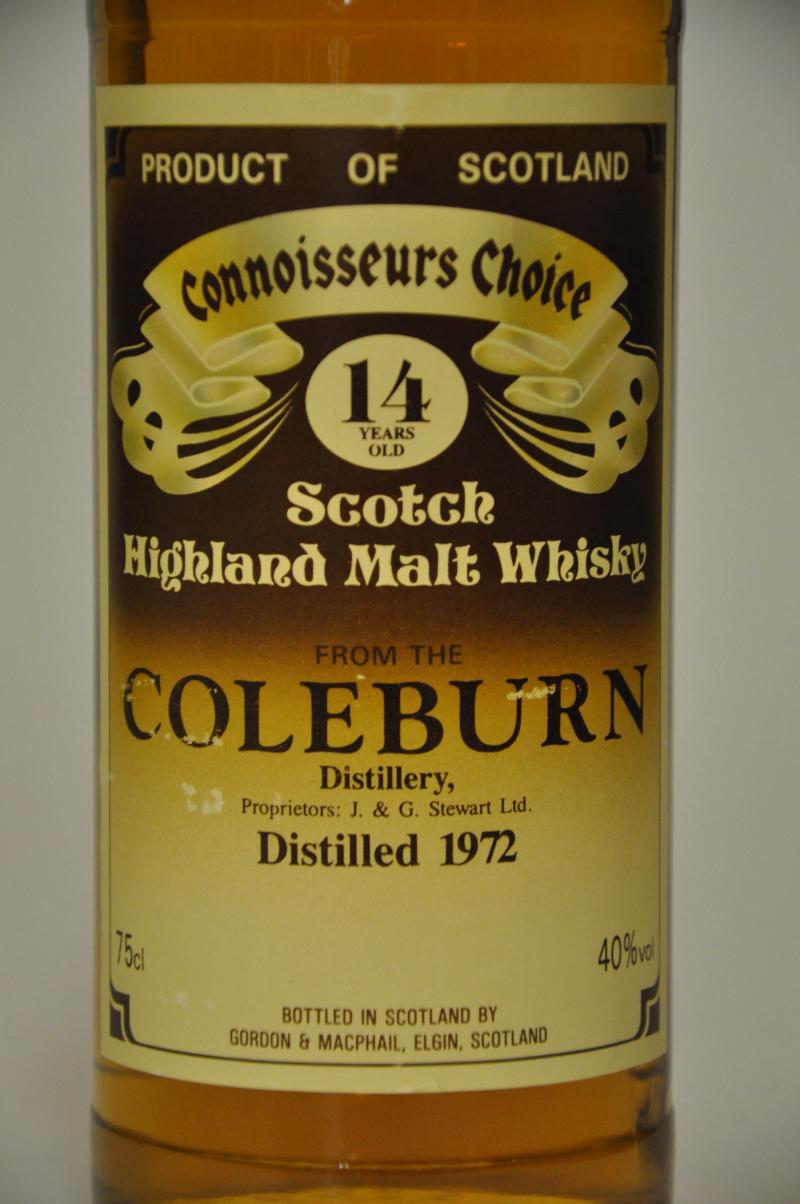 PRODUCT OF SCOTLAND
Connoisseurs Choice
14
YEARS
OLD
Scotch
Highland Malt Whisky
FROM THE
COLEBURN
Distillery,
Proprietors: J. & G. Stewart Ltd.
Distilled 1972
75cl 40%vol
BOTTLED IN SCOTLAND BY
GORDON & MACPHAIL, ELGIN, SCOTLAND